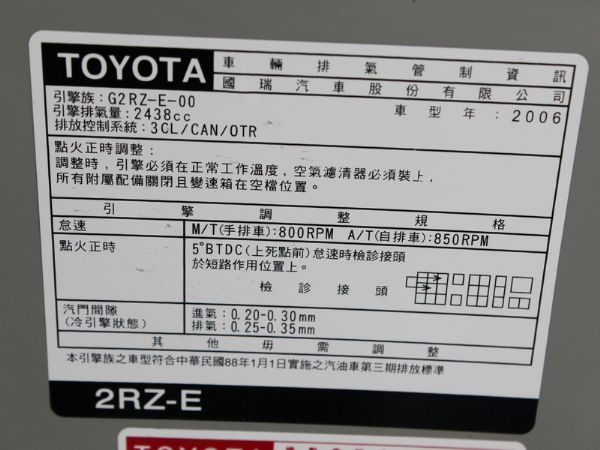 TOYOTA
車輛排氣管制資訊
國瑞汽車股份有限公司
引擎族:G2RZ-E-00
車型年:2006
引擎排氣量:2438cc
排放控制系統:3CL/CAN/OTR
點火正時調整:
調整時,引擎必須在正常工作溫度,空氣濾清器必須裝上,
所有附屬配備關閉且變速箱在空檔位置。
引擎調整規格
怠速
M/T(手排車):800RPM A/T(自排車):850RPM
點火正時
5°BTDC(上死點前)怠速時檢診接頭
於短路作用位置上。
檢診接頭
汽門間隙
(冷引擎狀態)
進氣:0.20-0.30mm
排氣:0.25-0.35mm
其他毋需調整
本引擎族之車型符合中華民國88年1月1日實施之汽油車第三期排放標準
2RZ-E
TOYOTA